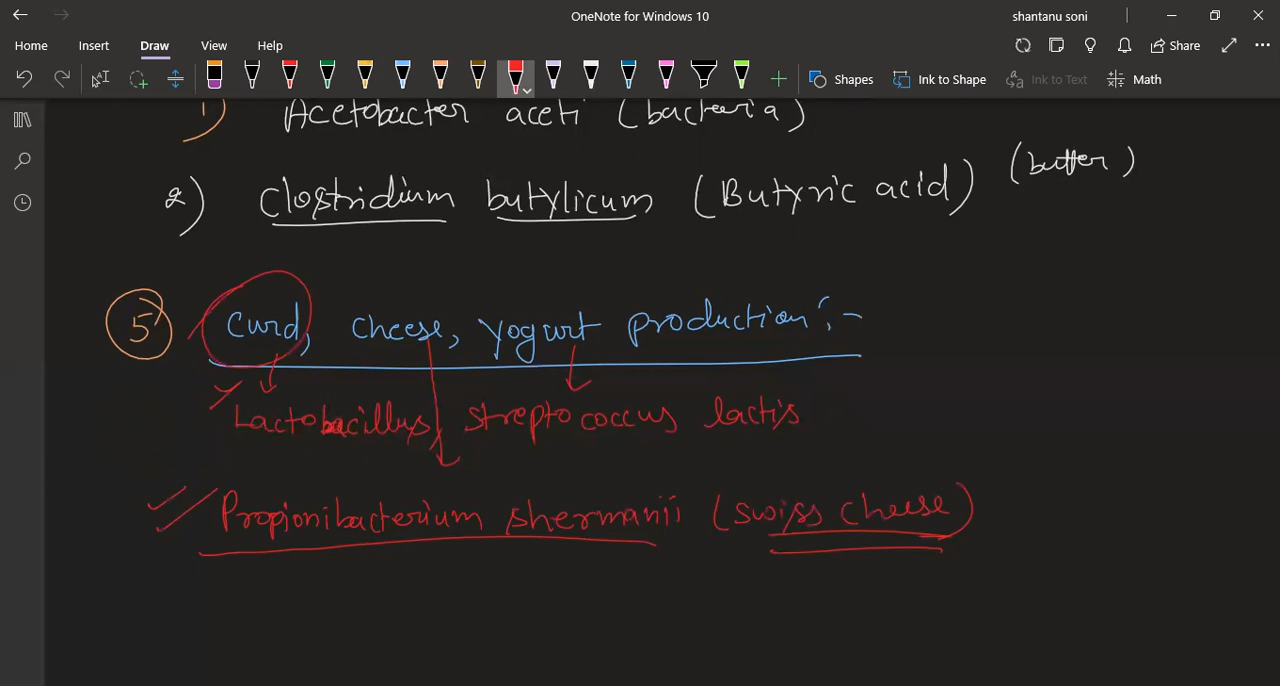 OneNote for Windows 10
shantanu soni
Home Insert Draw View Help
Share
Shapes Ink to Shape Ink to Text Math
1) Acetobacter aceti (bacteria)
2) Clostridium butylicum (Butyric acid) (butter)
5 Curd, cheese, yogurt production :-
Lactobacillus, streptococcus lactis
Propionibacterium shermanii (swiss cheese)